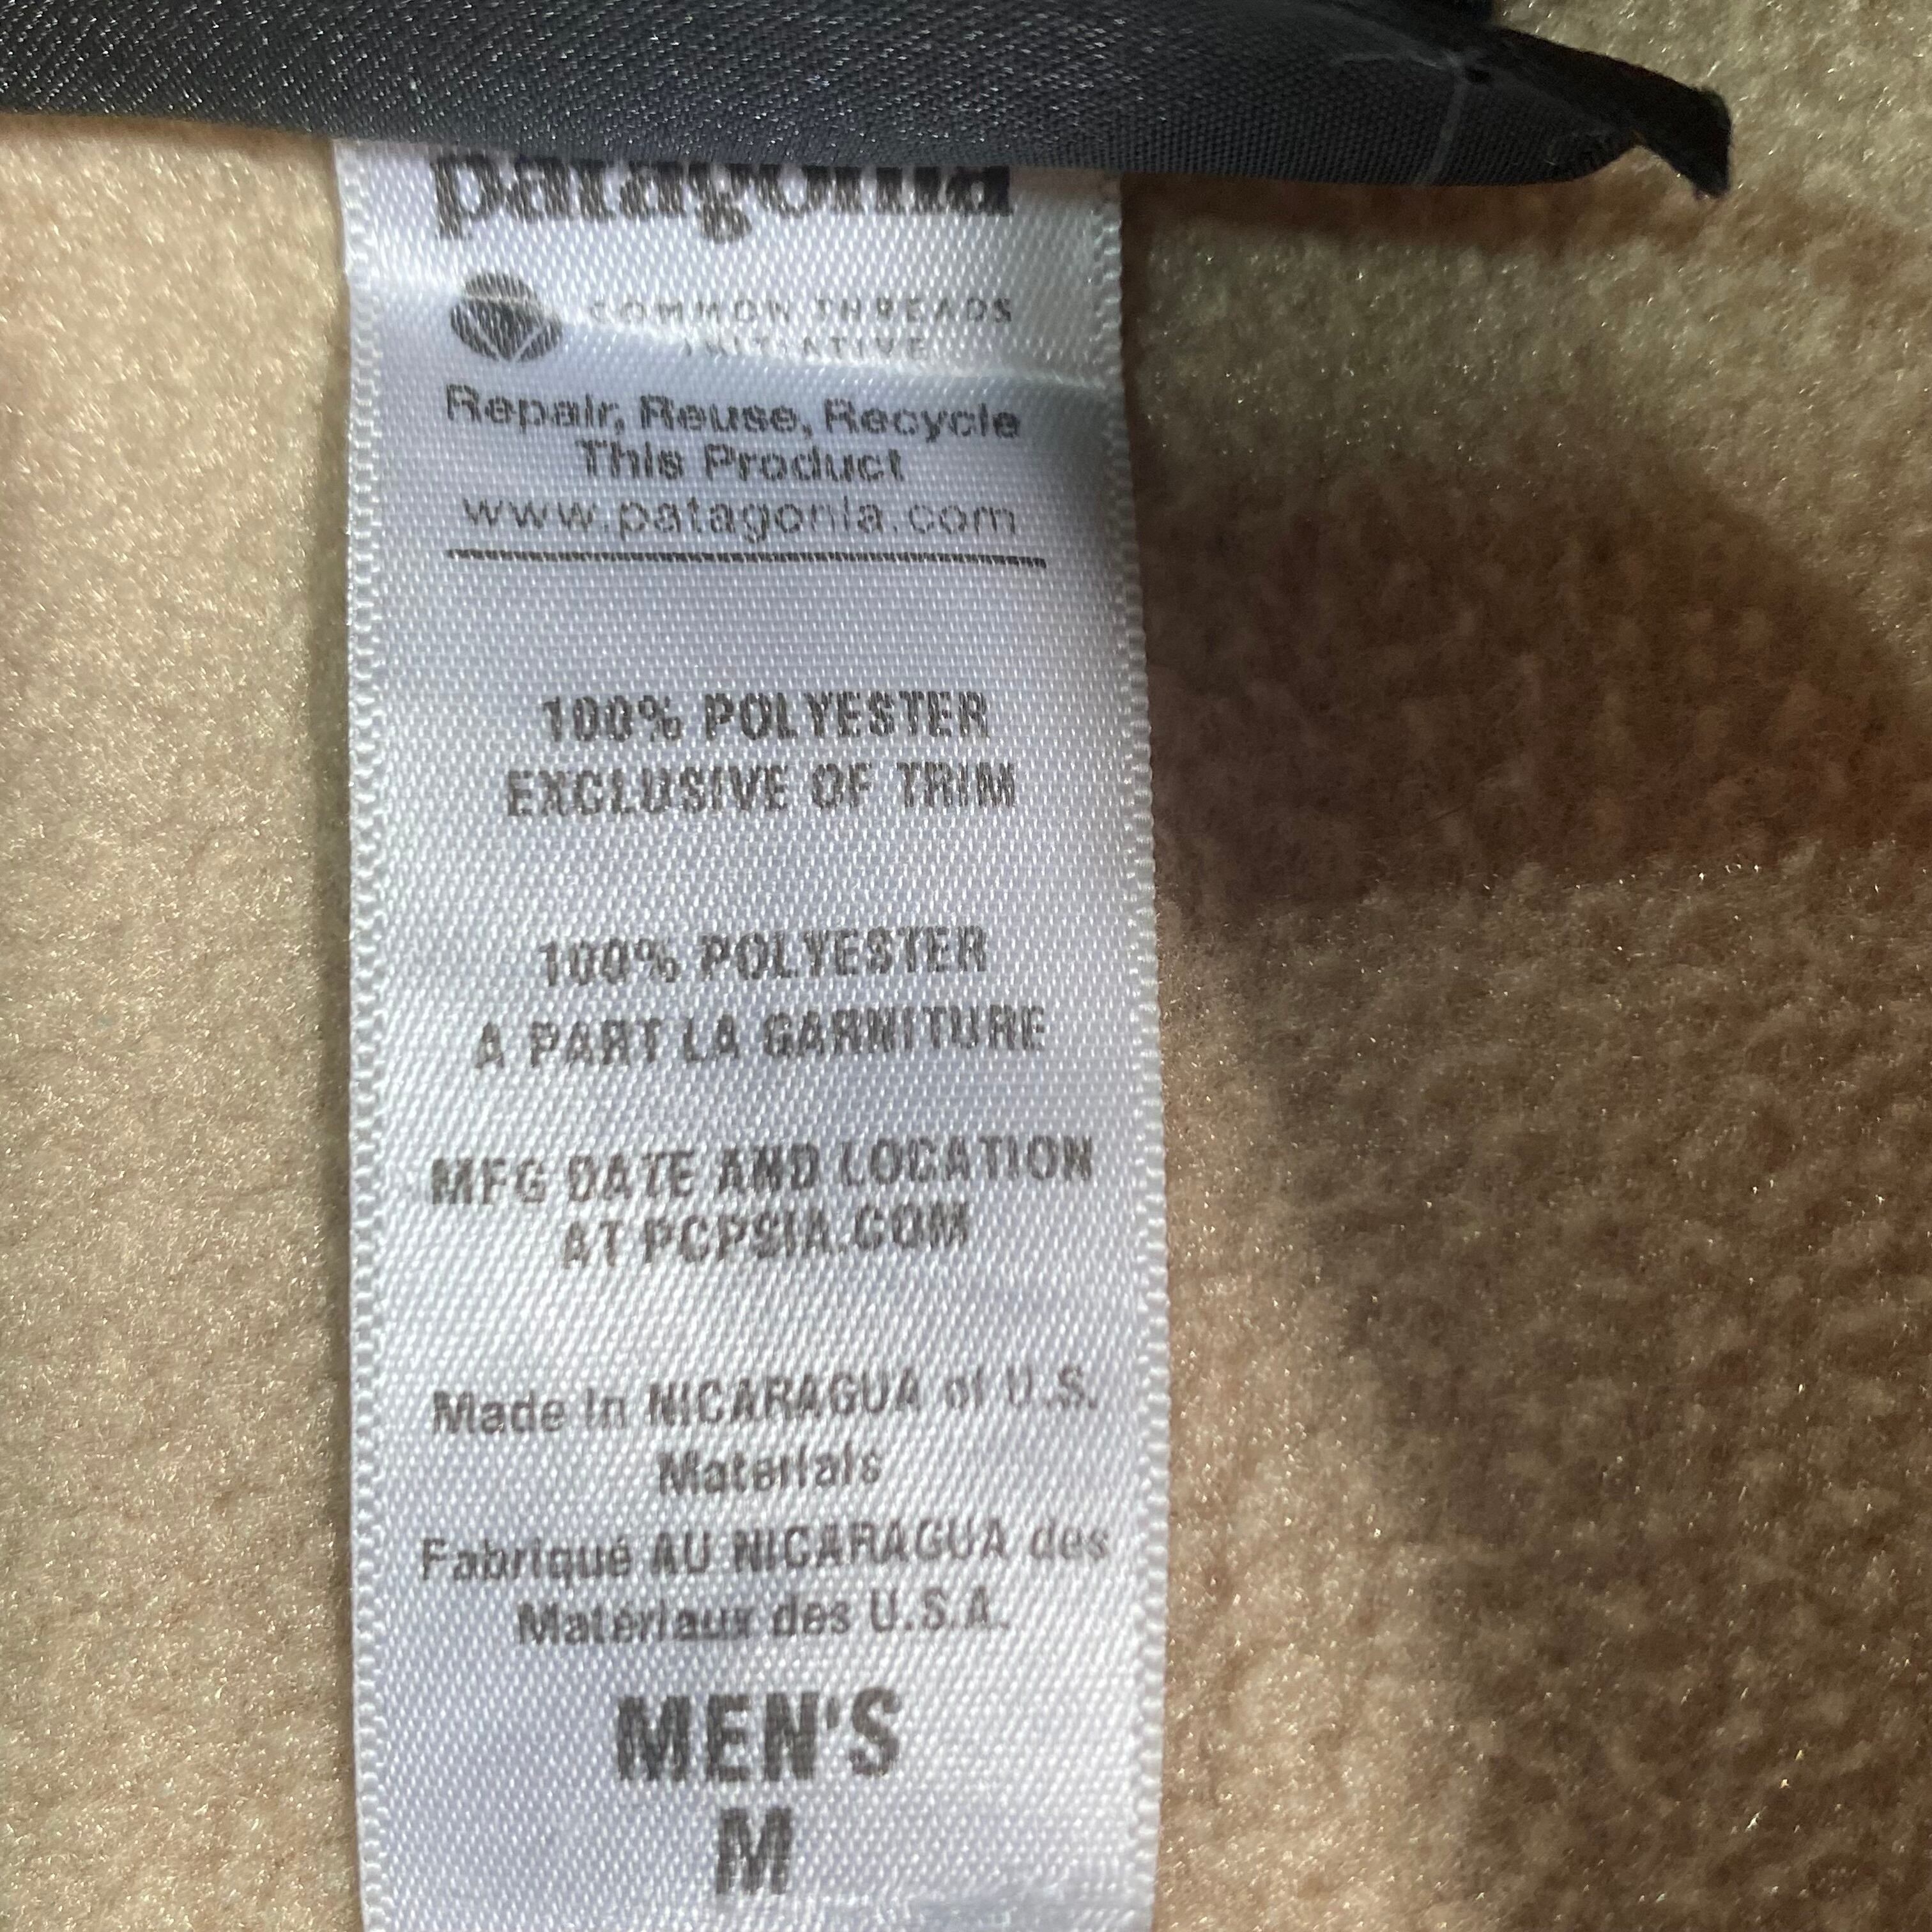 patagonia
COMMON THREADS
INITIATIVE
Repair, Reuse, Recycle
This Product
www.patagonia.com
100% POLYESTER
EXCLUSIVE OF TRIM
100% POLYESTER
A PART LA GARNITURE
MFG DATE AND LOCATION
AT PCPSIA.COM
Made in NICARAGUA of U.S.
Materials
Fabriqué AU NICARAGUA des
Materiaux des U.S.A.
MEN'S
M